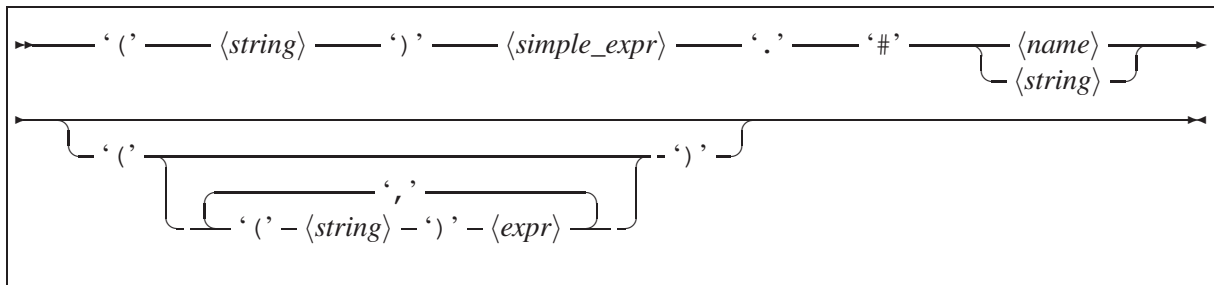 ‘(’ ⟨string⟩ ‘)’ ⟨simple_expr⟩ ‘.’ ‘#’ ⟨name⟩
⟨string⟩
‘(’ ‘)’
‘,’
‘(’ ⟨string⟩ ‘)’ ⟨expr⟩